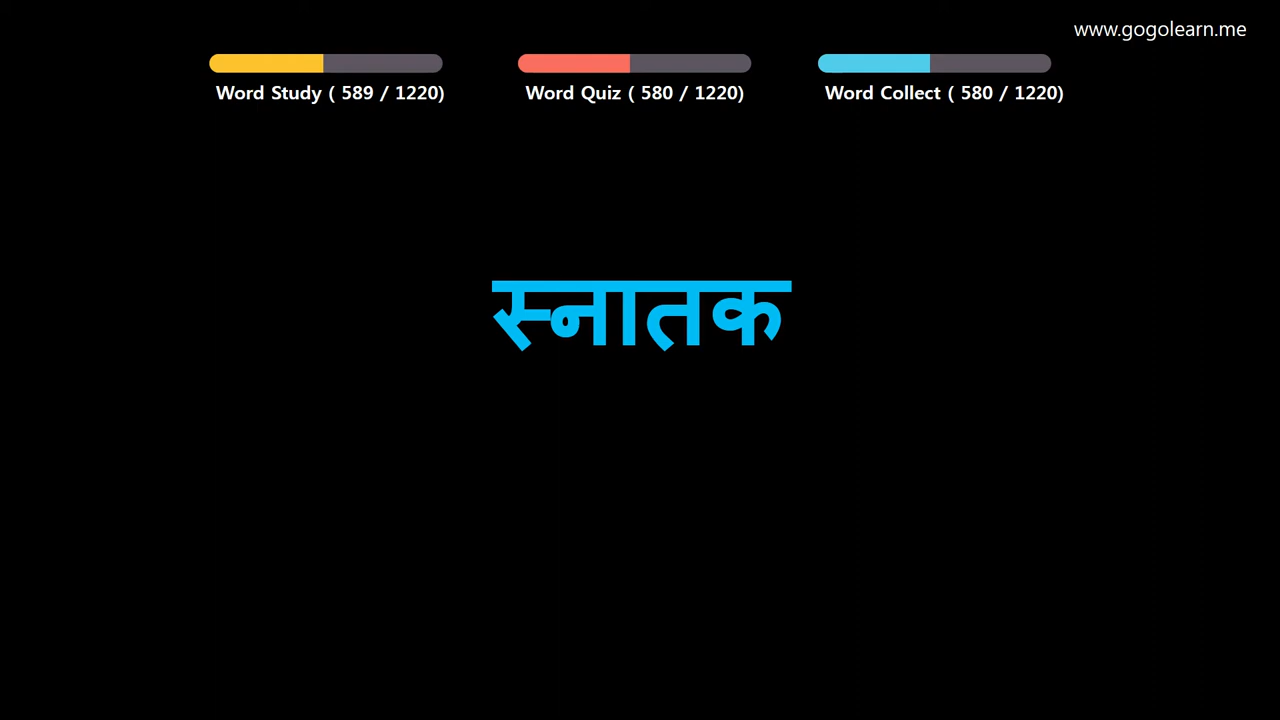 www.gogolearn.me
Word Study ( 589 / 1220)
Word Quiz ( 580 / 1220)
Word Collect ( 580 / 1220)
स्नातक